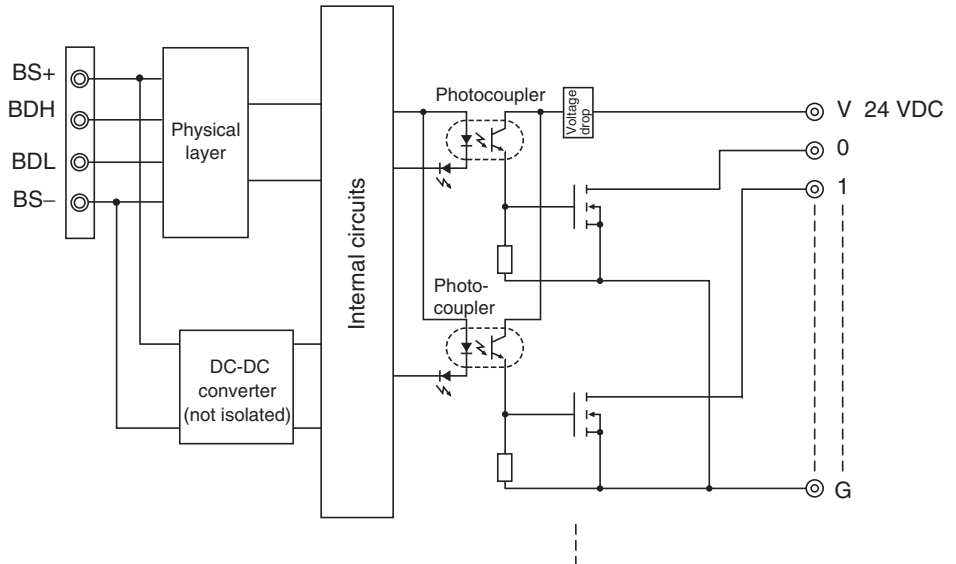 BS+
BDH
BDL
BS−
Physical
layer
DC-DC
converter
(not isolated)
Internal circuits
Photocoupler
Photo-
coupler
Voltage
drop
V 24 VDC
0
1
G